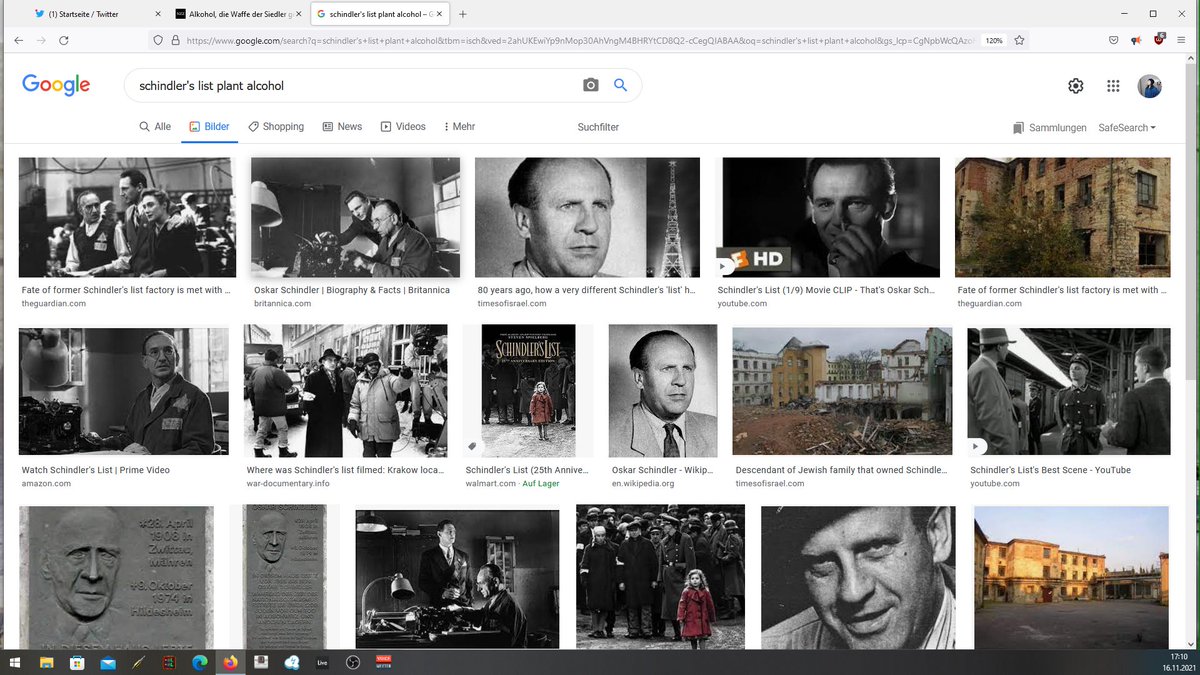 (1) Startseite / Twitter
Alkohol, die Waffe der Siedler g
schindler's list plant alcohol – G
https://www.google.com/search?q=schindler's+list+plant+alcohol&tbm=isch&ved=2ahUKEwiYp9nMop30AhVngM4BHRYtCD8Q2-cCegQIABAA&oq=schindler's+list+plant+alcohol&gs_lcp=CgNpbWcQAzo
120%
Google
schindler's list plant alcohol
Alle
Bilder
Shopping
News
Videos
Mehr
Suchfilter
Sammlungen
SafeSearch
HD
Fate of former Schindler's list factory is met with ...
theguardian.com
Oskar Schindler | Biography & Facts | Britannica
britannica.com
80 years ago, how a very different Schindler's 'list' h...
timesofisrael.com
Schindler's List (1/9) Movie CLIP - That's Oskar Sch...
youtube.com
Fate of former Schindler's list factory is met with ...
theguardian.com
SCHINDLER'S LIST
Watch Schindler's List | Prime Video
amazon.com
Where was Schindler's list filmed: Krakow loca...
war-documentary.info
Schindler's List (25th Annive...
walmart.com · Auf Lager
Oskar Schindler - Wikip...
en.wikipedia.org
Descendant of Jewish family that owned Schindle...
timesofisrael.com
Schindler's List's Best Scene - YouTube
youtube.com
*28. April
1908 in
Zwittau,
Mähren
+9. Oktober
1974 in
Hildesheim
IN DIESEM HAUS LEBTE
OSKAR SCHINDLER
Live
17:10
16.11.2021